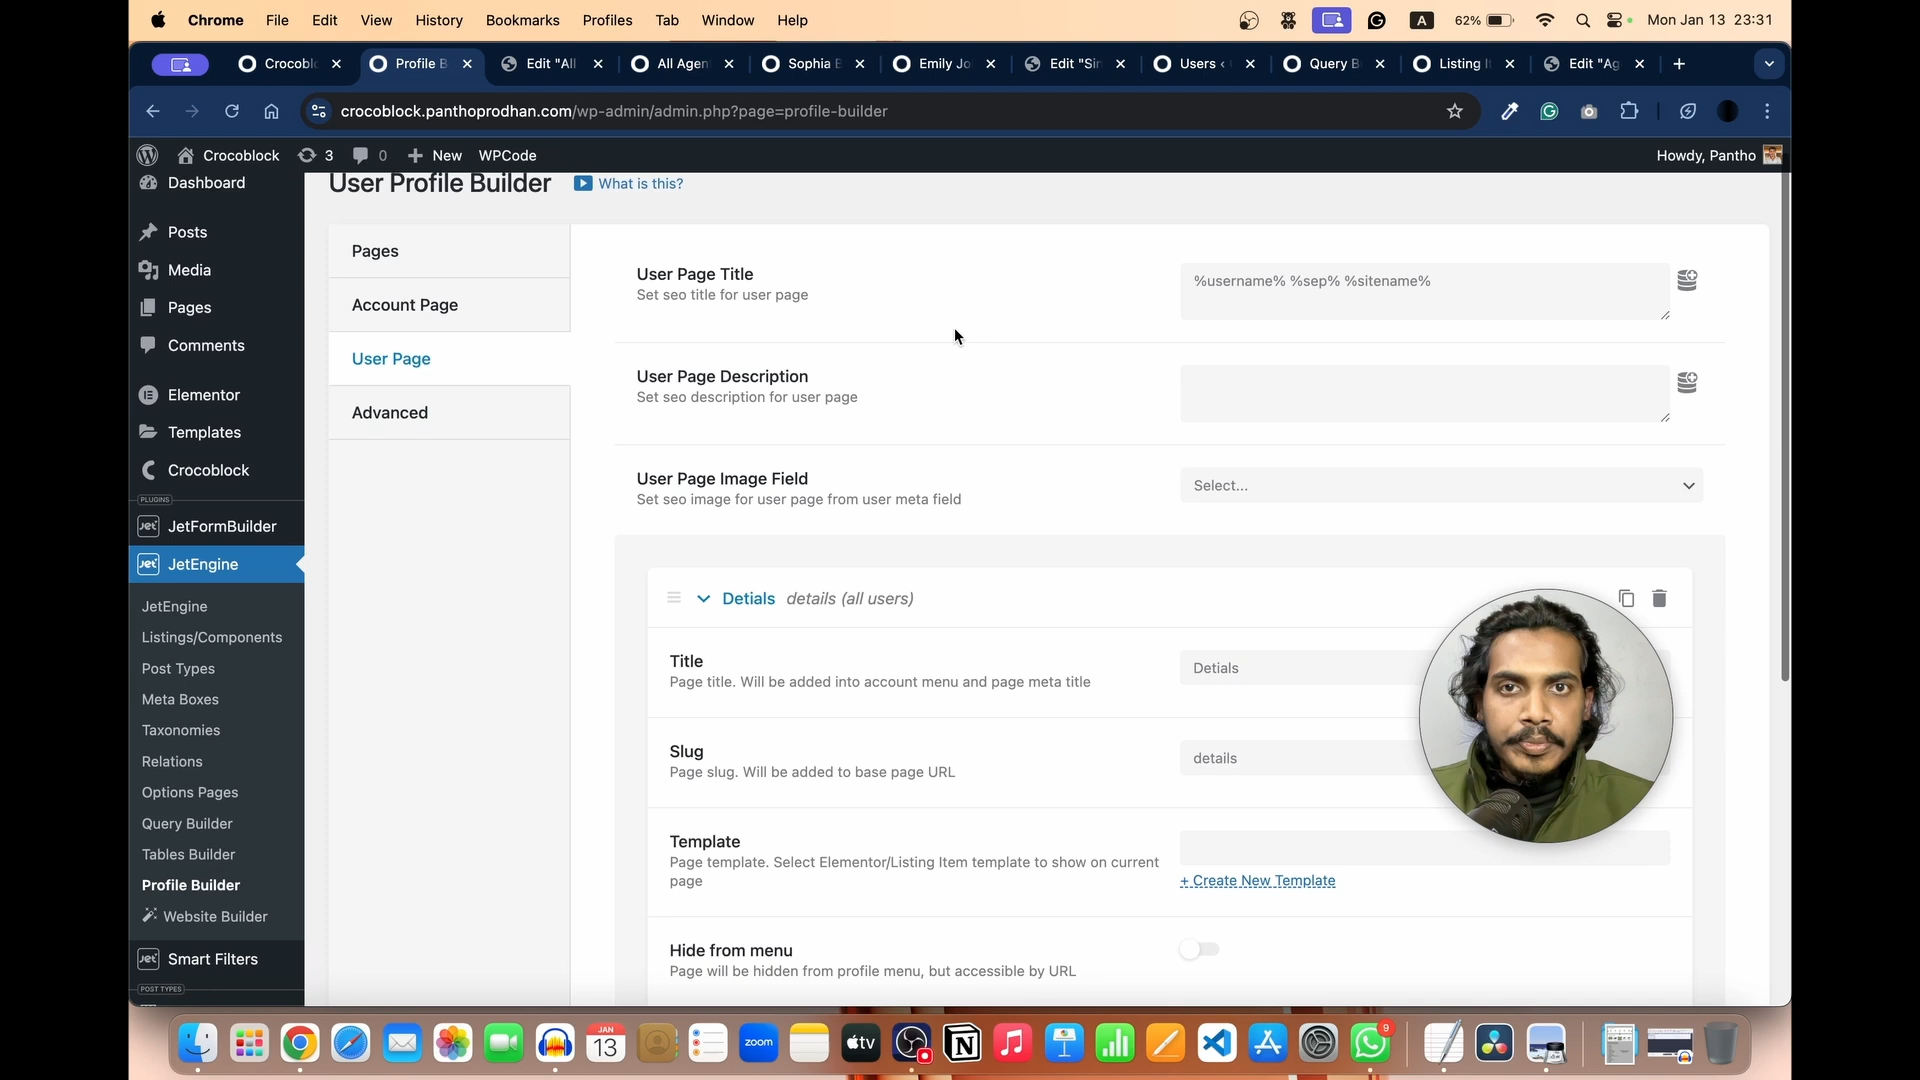 Chrome File Edit View History Bookmarks Profiles Tab Window Help A 62% Mon Jan 13 23:31
Crocobl Profile B Edit "All All Agen Sophia B Emily Jo Edit "Sin Users ‹ Query B Listing I Edit "Ag
crocoblock.panthoprodhan.com/wp-admin/admin.php?page=profile-builder
Crocoblock 3 0 New WPCode Howdy, Pantho
Dashboard
Posts
Media
Pages
Comments
Elementor
Templates
Crocoblock
PLUGINS
JetFormBuilder
JetEngine
JetEngine
Listings/Components
Post Types
Meta Boxes
Taxonomies
Relations
Options Pages
Query Builder
Tables Builder
Profile Builder
Website Builder
Smart Filters
POST TYPES
User Profile Builder What is this?
Pages
Account Page
User Page
Advanced
User Page Title
Set seo title for user page
%username% %sep% %sitename%
User Page Description
Set seo description for user page
User Page Image Field
Set seo image for user page from user meta field
Select...
Detials details (all users)
Title
Page title. Will be added into account menu and page meta title
Detials
Slug
Page slug. Will be added to base page URL
details
Template
Page template. Select Elementor/Listing Item template to show on current
page
+ Create New Template
Hide from menu
Page will be hidden from profile menu, but accessible by URL
JAN
13
zoom
tv
9